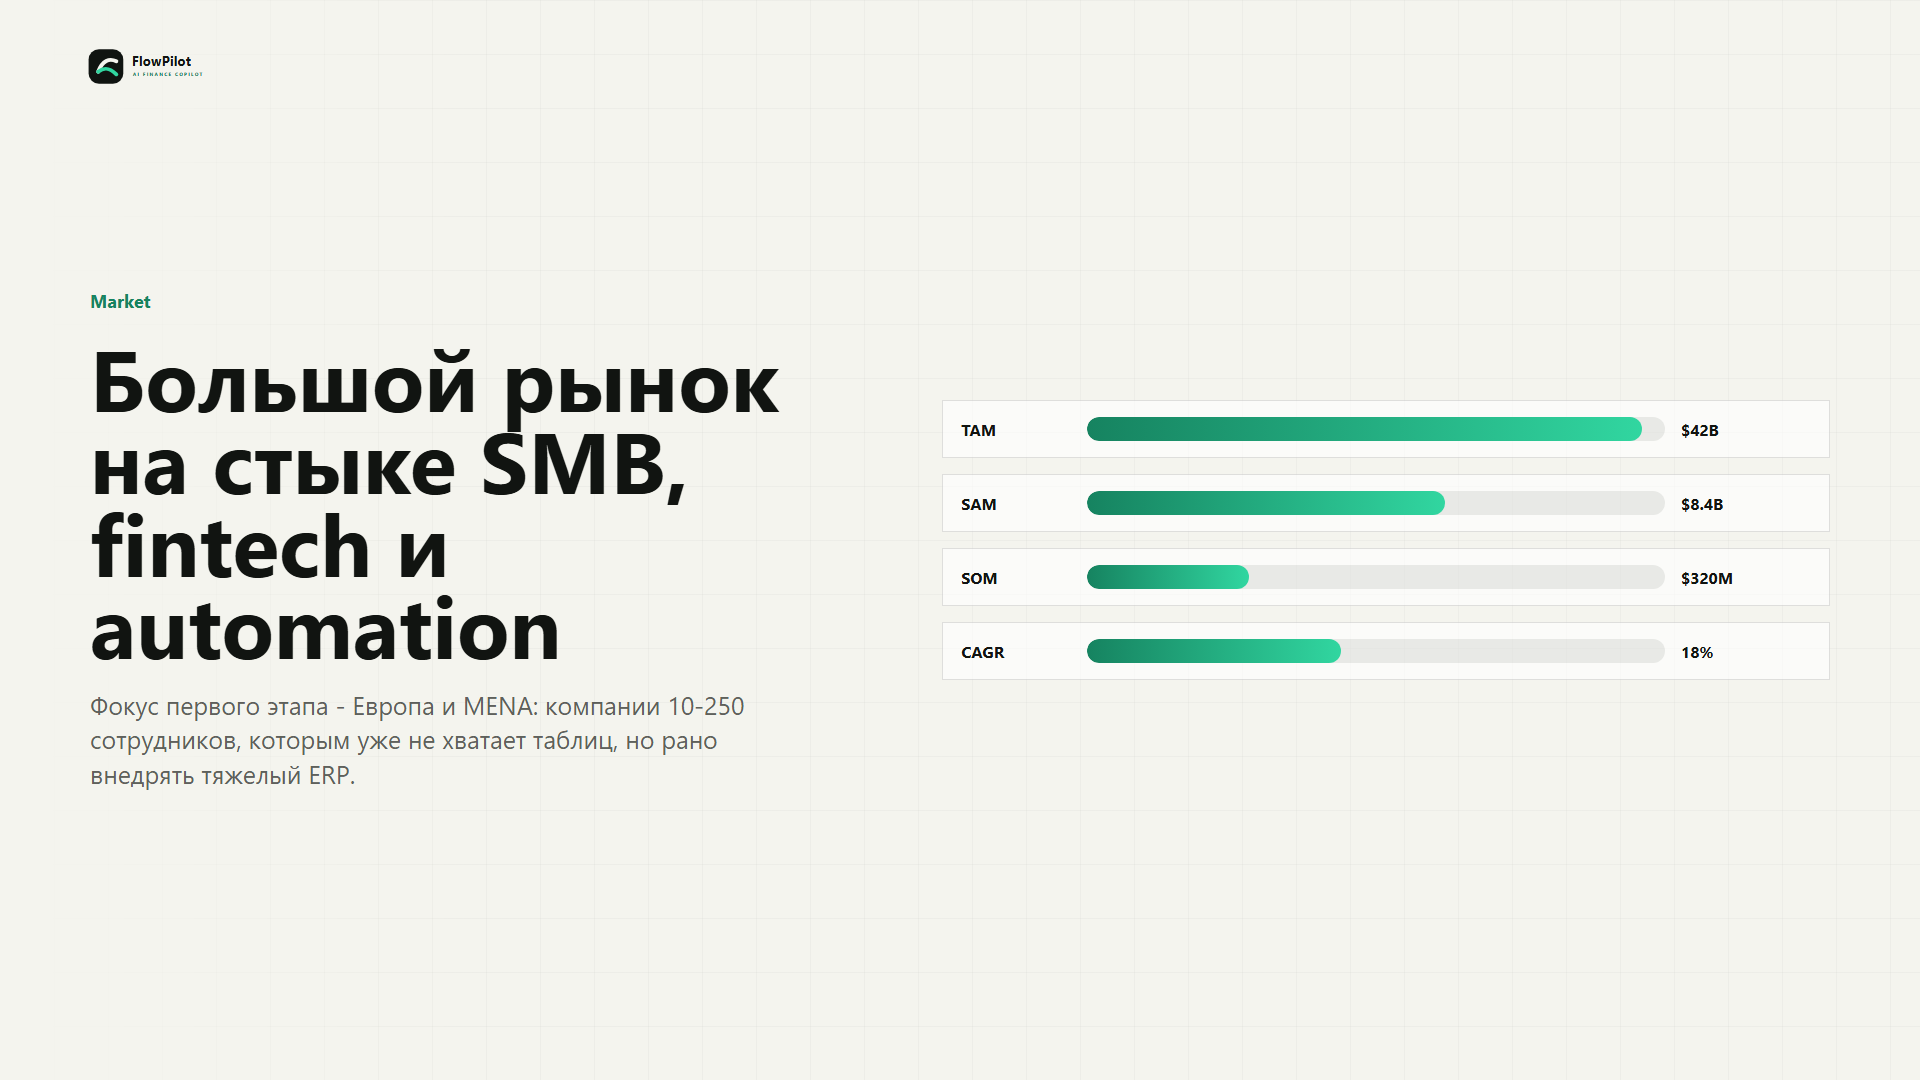 FlowPilot
AI FINANCE COPILOT
Market
Большой рынок
на стыке SMB,
fintech и
automation
Фокус первого этапа - Европа и MENA: компании 10-250
сотрудников, которым уже не хватает таблиц, но рано
внедрять тяжелый ERP.
TAM $42B
SAM $8.4B
SOM $320M
CAGR 18%